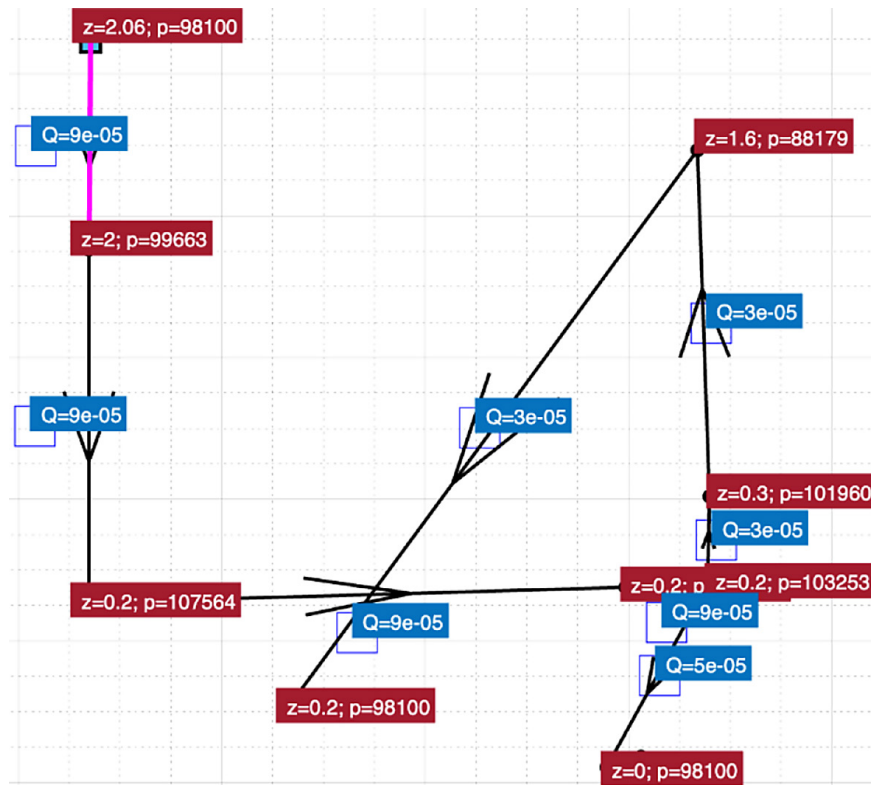 z=2.06; p=98100
Q=9e-05
z=1.6; p=88179
z=2; p=99663
Q=3e-05
Q=9e-05
Q=3e-05
z=0.3; p=101960
Q=3e-05
z=0.2; p=107564
z=0.2; p
z=0.2; p=103253
Q=9e-05
Q=9e-05
Q=5e-05
z=0.2; p=98100
z=0; p=98100